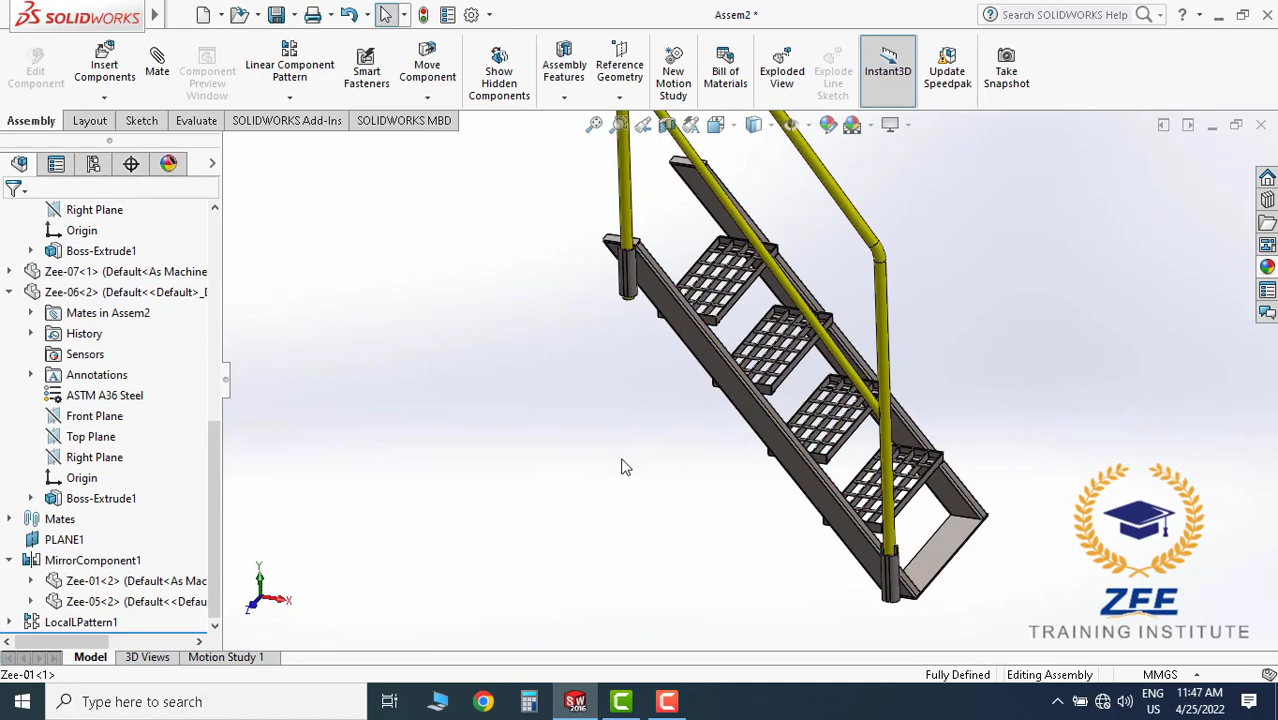 SOLIDWORKS
Assem2 *
Search SOLIDWORKS Help
?
Edit Component
Insert Components
Mate
Component Preview Window
Linear Component Pattern
Smart Fasteners
Move Component
Show Hidden Components
Assembly Features
Reference Geometry
New Motion Study
Bill of Materials
Exploded View
Explode Line Sketch
Instant3D
Update Speedpak
Take Snapshot
Assembly
Layout
Sketch
Evaluate
SOLIDWORKS Add-Ins
SOLIDWORKS MBD
Right Plane
Origin
Boss-Extrude1
Zee-07<1> (Default<As Machine
Zee-06<2> (Default<<Default>_D
Mates in Assem2
History
Sensors
Annotations
ASTM A36 Steel
Front Plane
Top Plane
Right Plane
Origin
Boss-Extrude1
Mates
PLANE1
MirrorComponent1
Zee-01<2> (Default<As Mac
Zee-05<2> (Default<<Defau
LocalLPattern1
Y
X
Z
ZEE
TRAINING INSTITUTE
Model
3D Views
Motion Study 1
Zee-01<1>
Fully Defined
Editing Assembly
MMGS
Type here to search
SW
2016
ENG
US
11:47 AM
4/25/2022